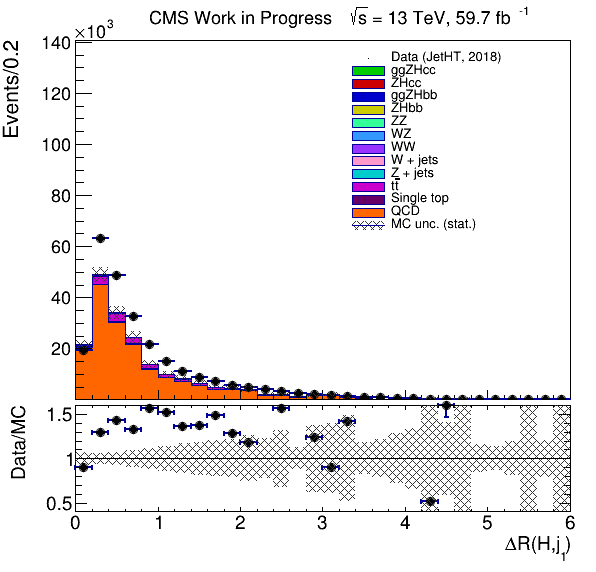 CMS Work in Progress √s = 13 TeV, 59.7 fb⁻¹
×10³
Events/0.2
140
120
100
80
60
40
20
Data (JetHT, 2018)
ggZHcc
ZHcc
ggZHbb
ZHbb
ZZ
WZ
WW
W + jets
Z + jets
tt̅
Single top
QCD
MC unc. (stat.)
Data/MC
1.5
1
0.5
0 1 2 3 4 5 6
ΔR(H,j₁)